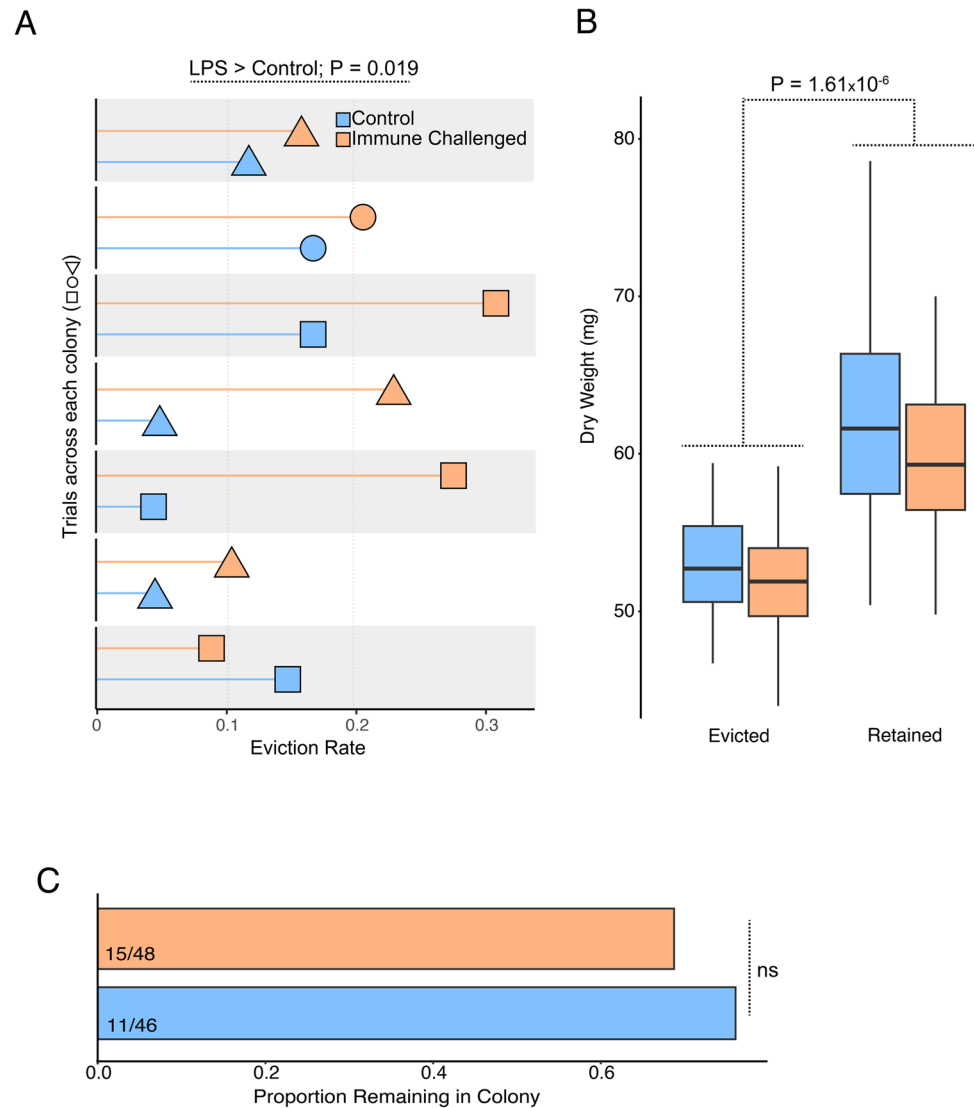 A
LPS > Control; P = 0.019
Control
Immune Challenged
Trials across each colony (□○◁)
0
0.1
0.2
0.3
Eviction Rate
B
P = 1.61x10⁻⁶
80
70
60
50
Dry Weight (mg)
Evicted
Retained
C
15/48
11/46
ns
0.0
0.2
0.4
0.6
Proportion Remaining in Colony